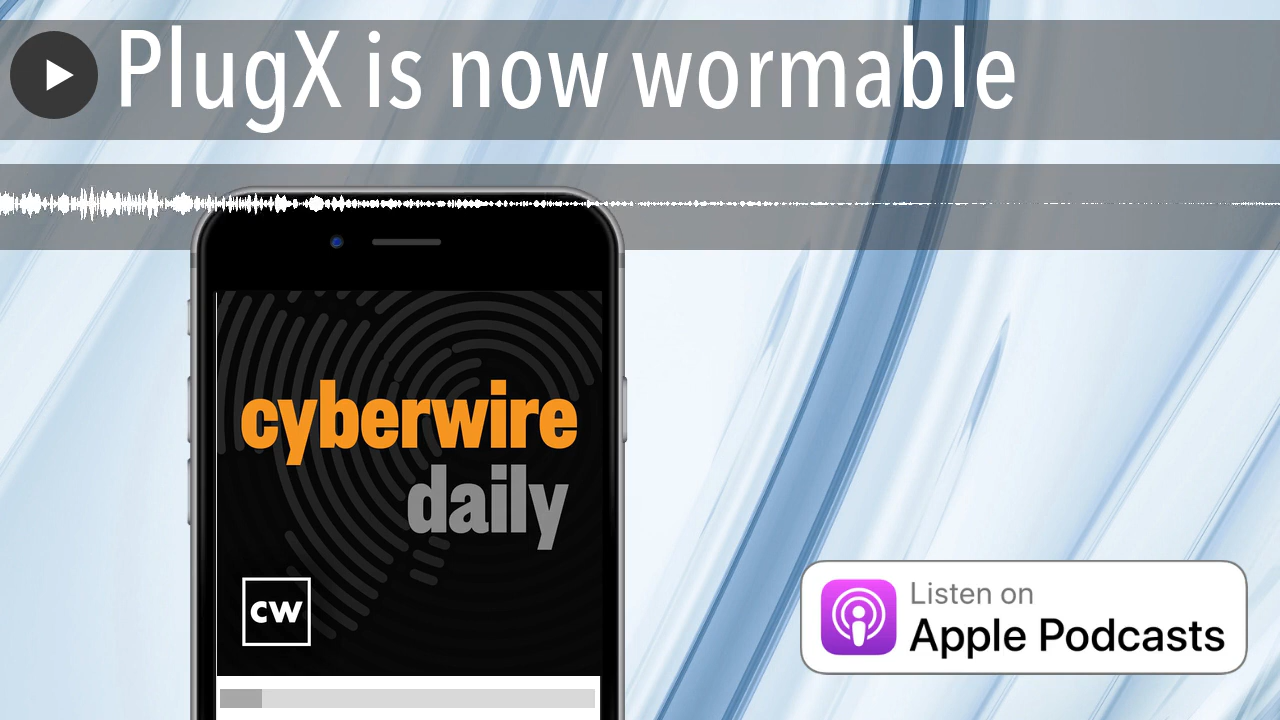 PlugX is now wormable
cyberwire
daily
CW
Listen on
Apple Podcasts